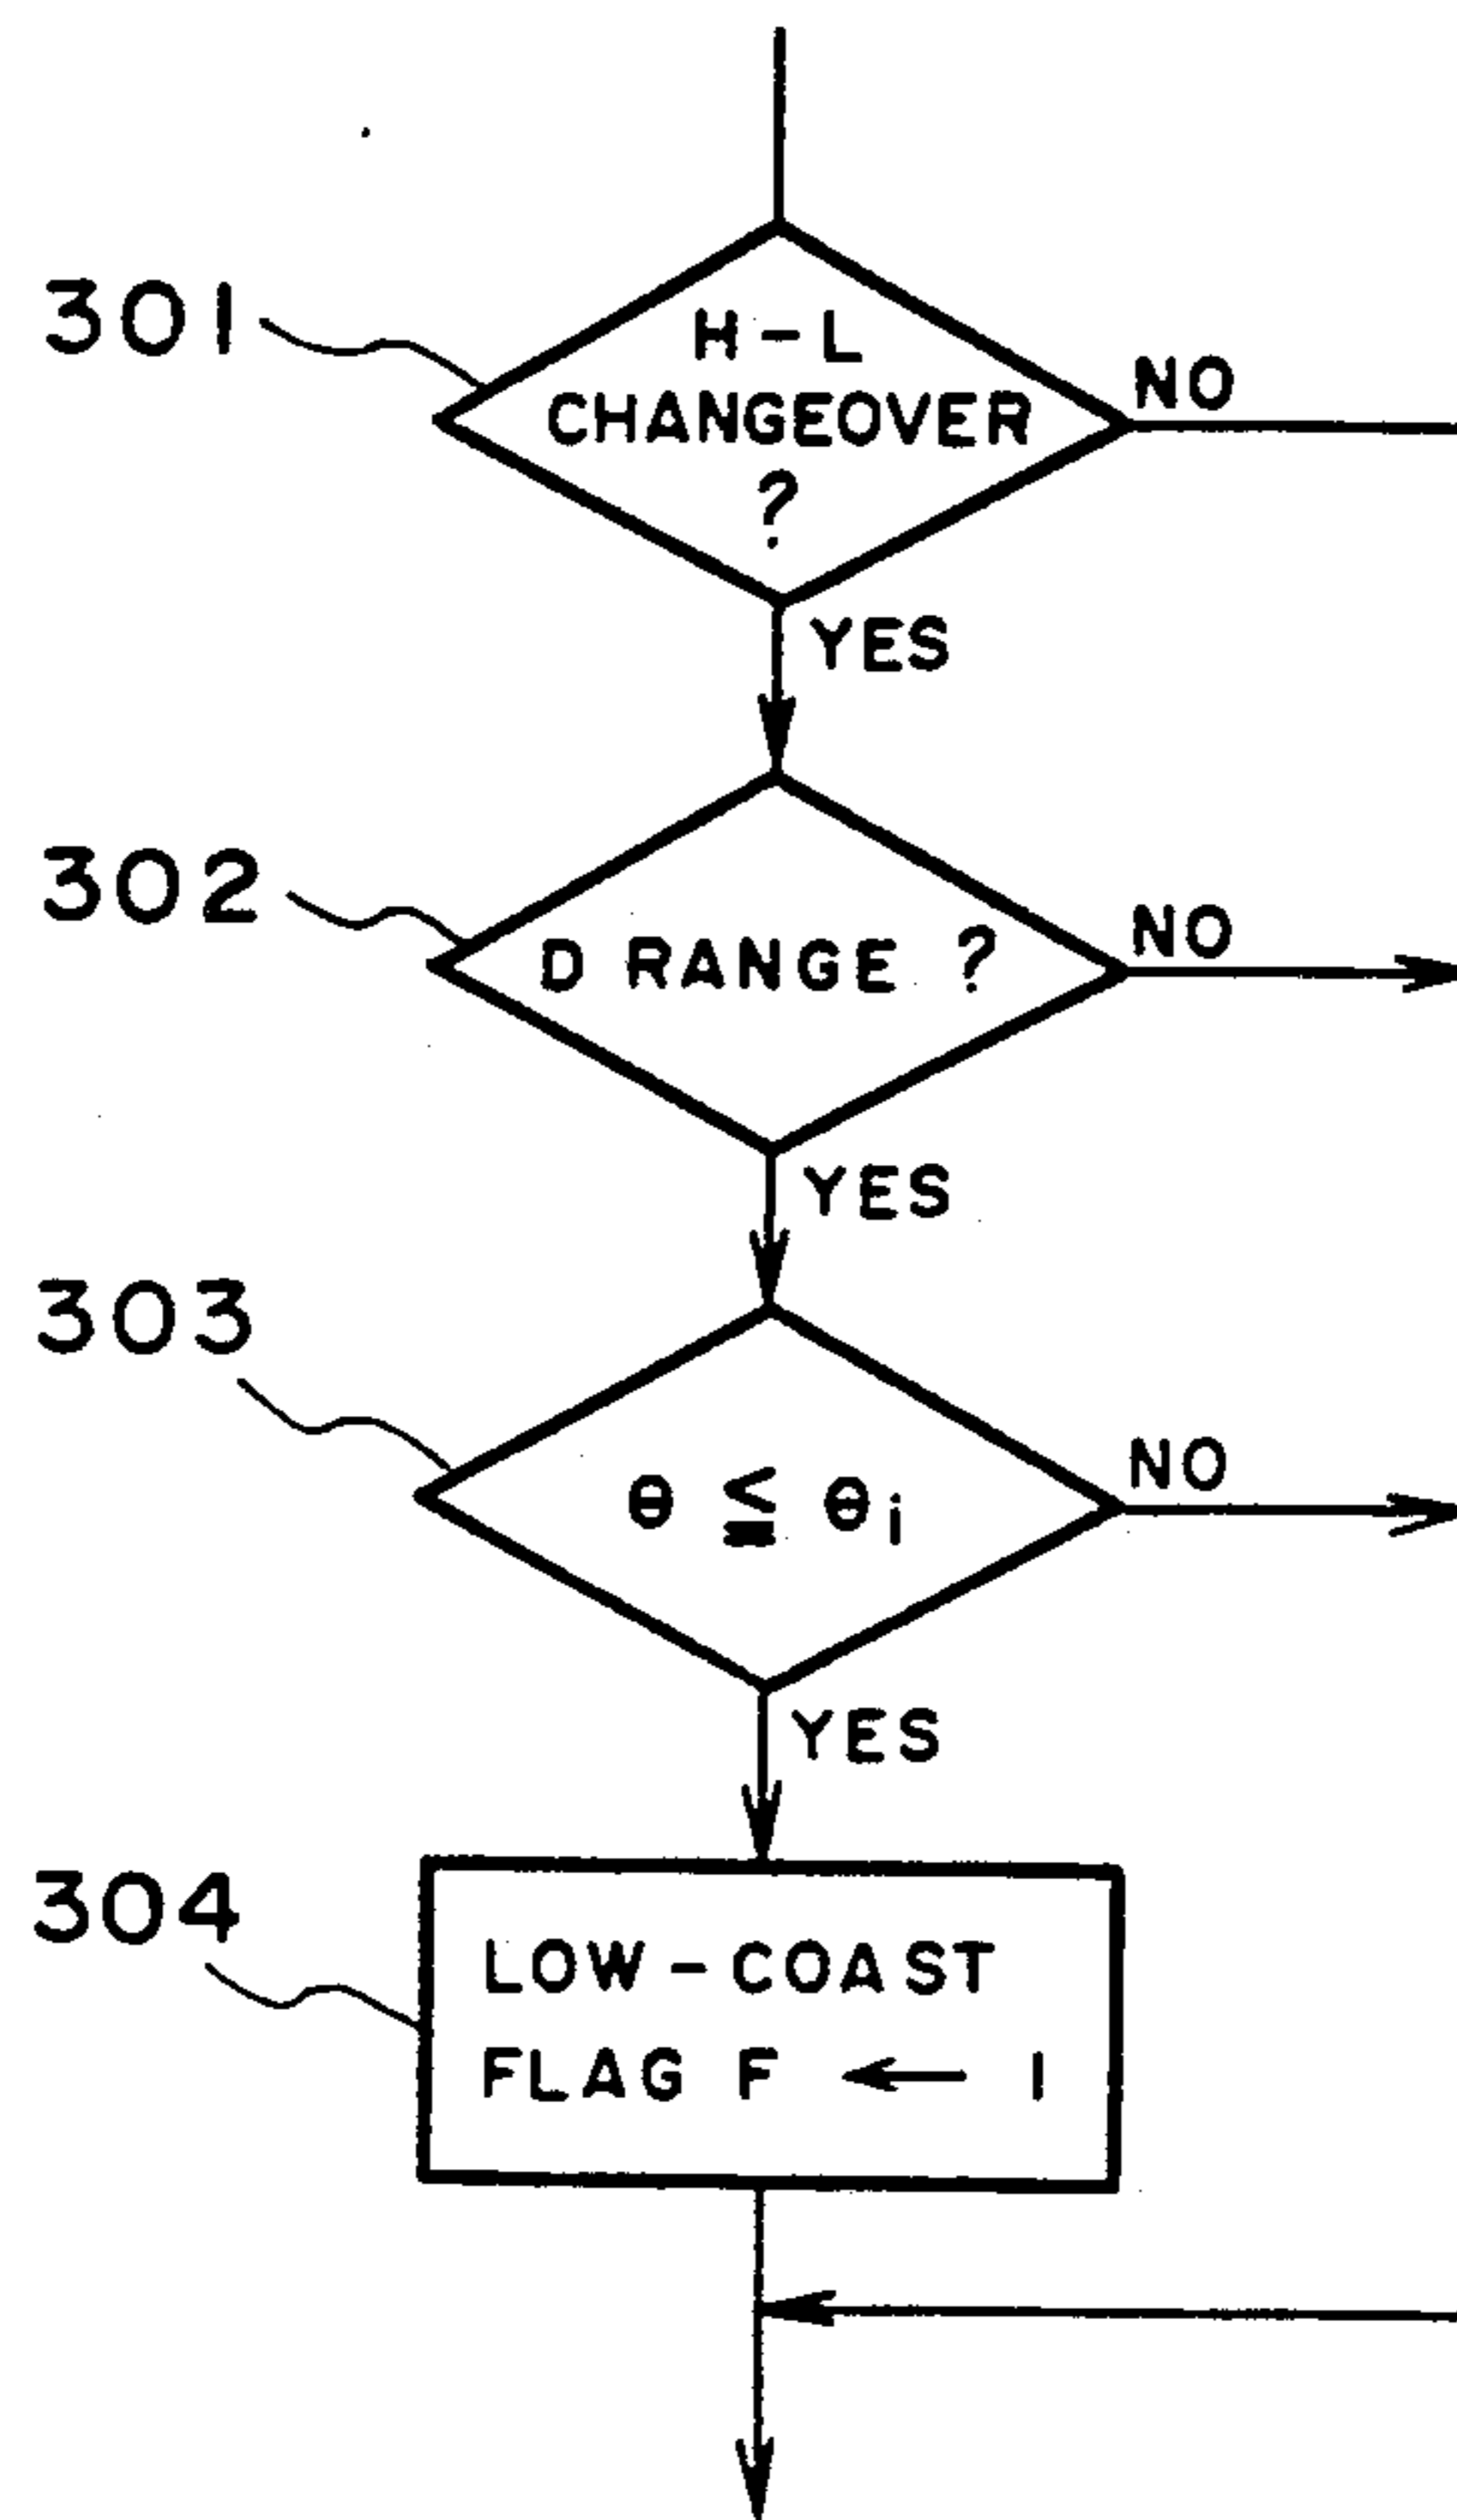 301
H-L
CHANGEOVER
?
NO
YES
302
D RANGE ?
NO
YES
303
θ ≦ θi
NO
YES
304
LOW-COAST
FLAG F ← 1